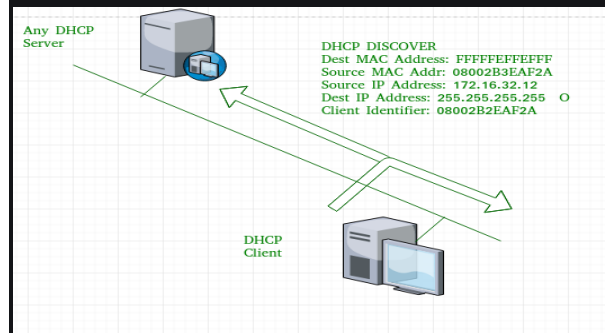 Any DHCP
Server
DHCP DISCOVER
Dest MAC Address: FFFFFEFFEFFF
Source MAC Addr: 08002B3EAF2A
Source IP Address: 172.16.32.12
Dest IP Address: 255.255.255.255 O
Client Identifier: 08002B2EAF2A
DHCP
Client